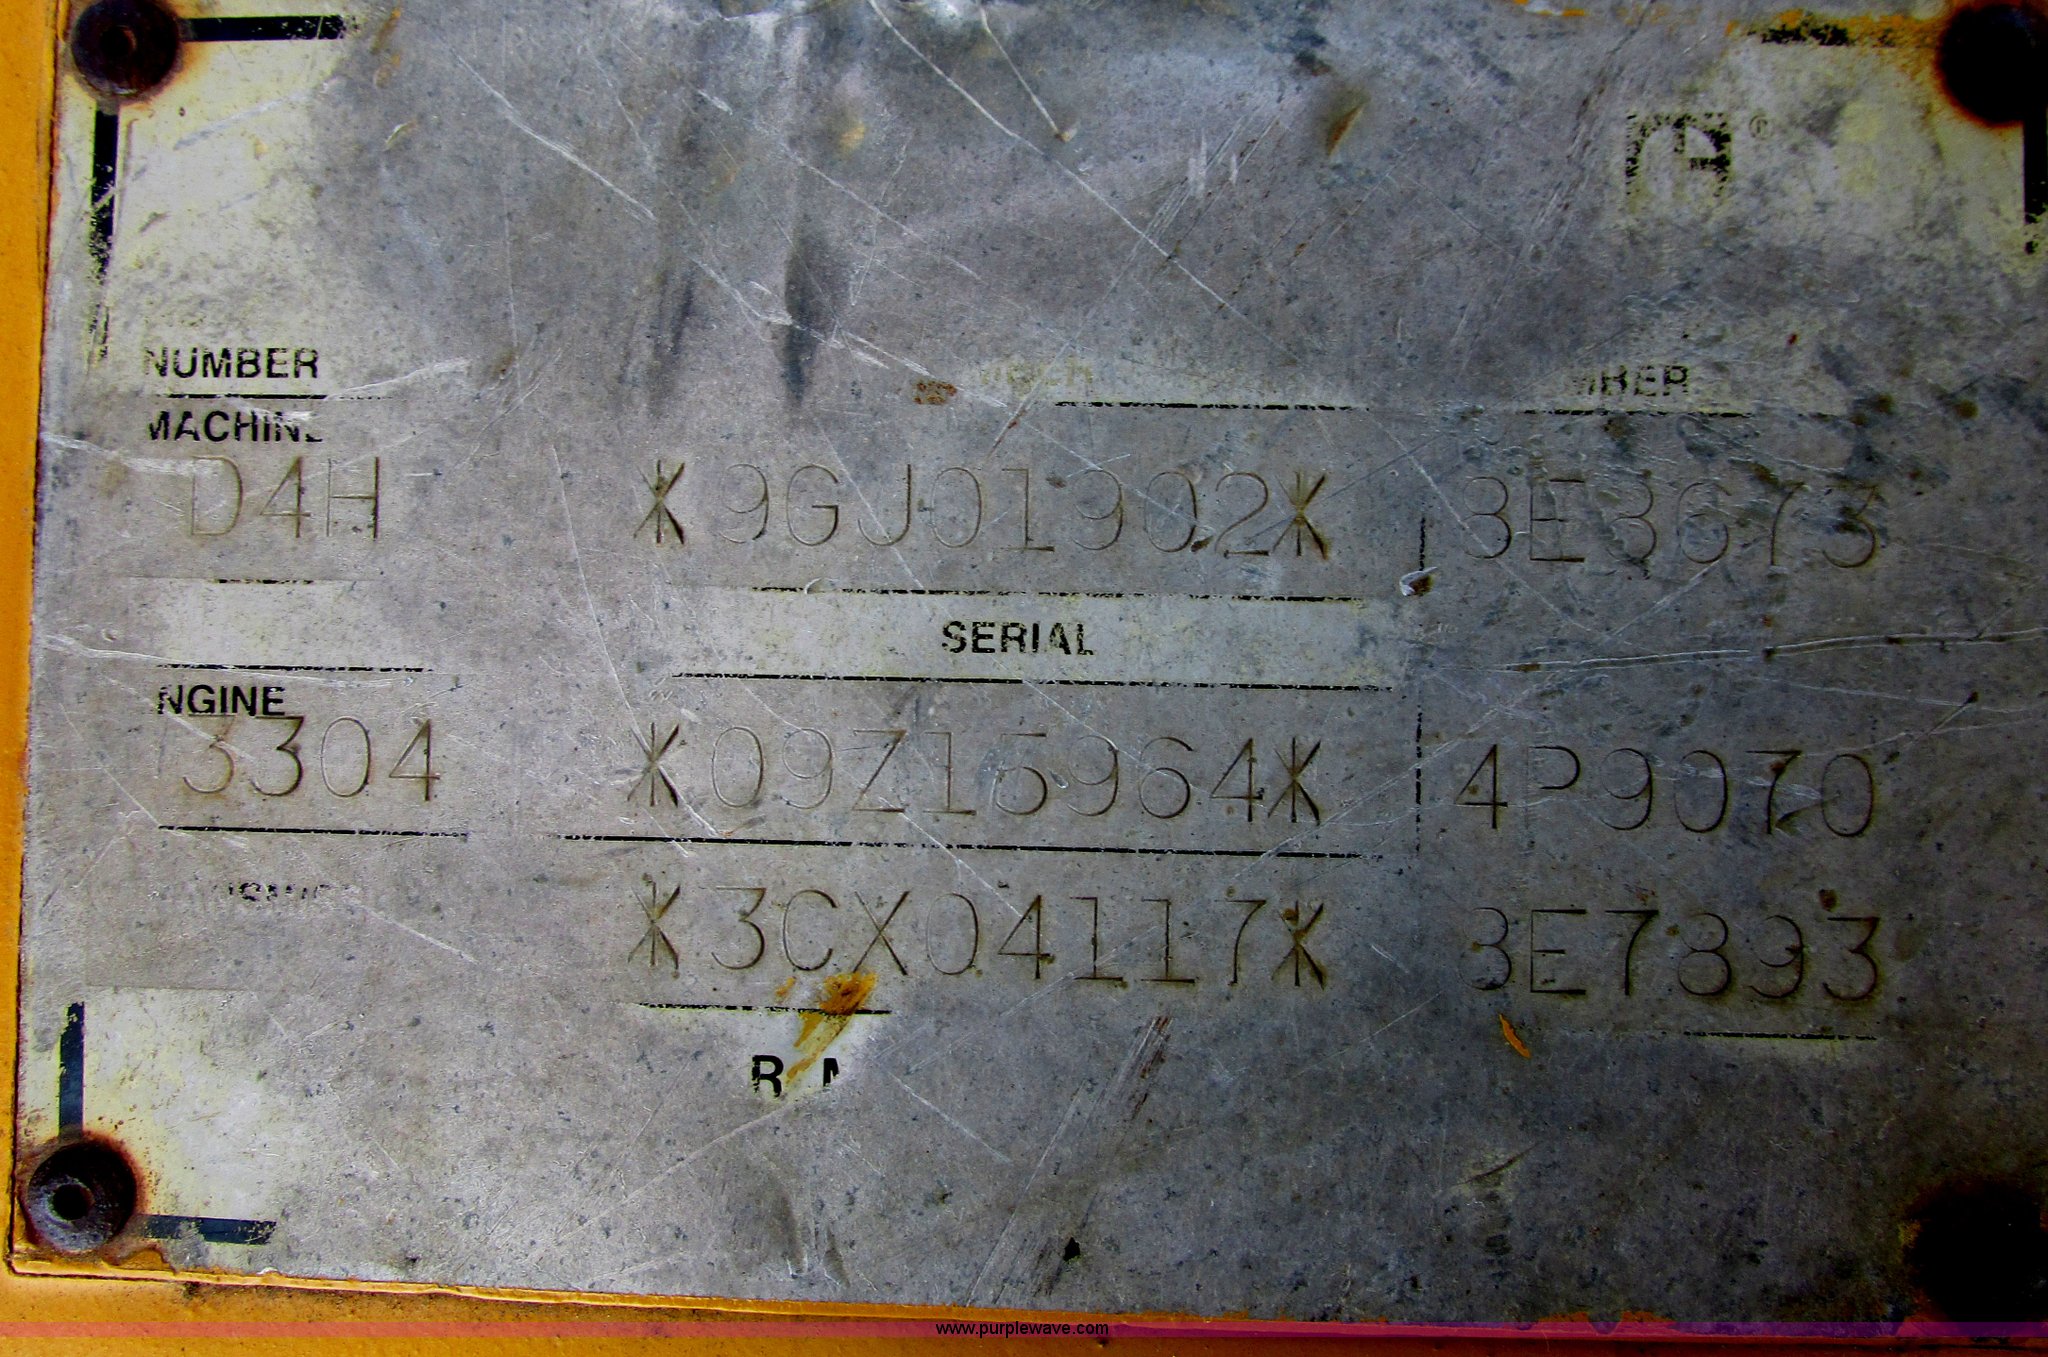 ®
NUMBER
MACHINE
D4H *9GJ01902* 3E3673
SERIAL
NGINE
3304 *09Z15964* 4P9070
*3CX04117* 3E7893
www.purplewave.com